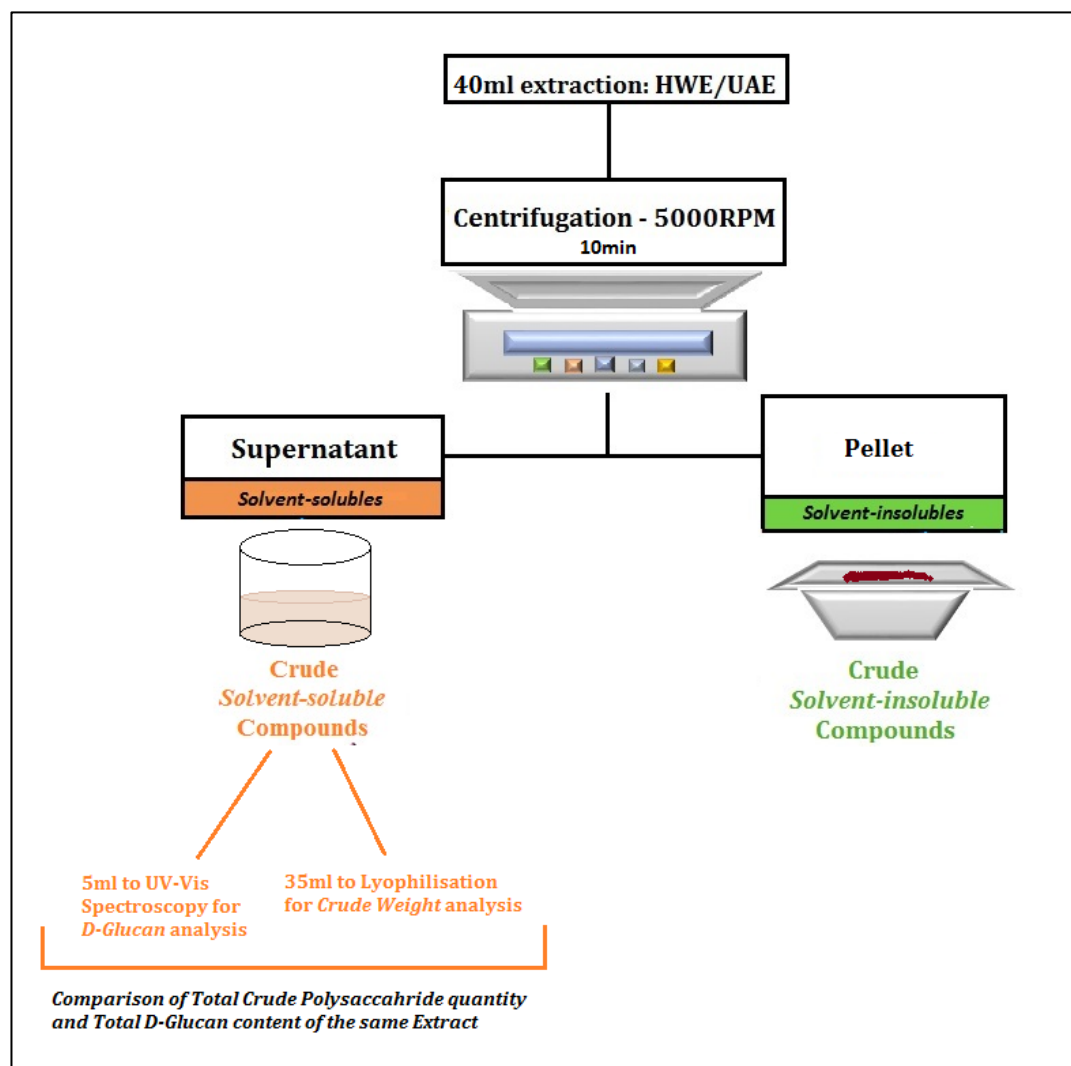 40ml extraction: HWE/UAE
Centrifugation - 5000RPM
10min
Supernatant
Solvent-solubles
Pellet
Solvent-insolubles
Crude
Solvent-soluble
Compounds
Crude
Solvent-insoluble
Compounds
5ml to UV-Vis
Spectroscopy for
D-Glucan analysis
35ml to Lyophilisation
for Crude Weight analysis
Comparison of Total Crude Polysaccahride quantity
and Total D-Glucan content of the same Extract